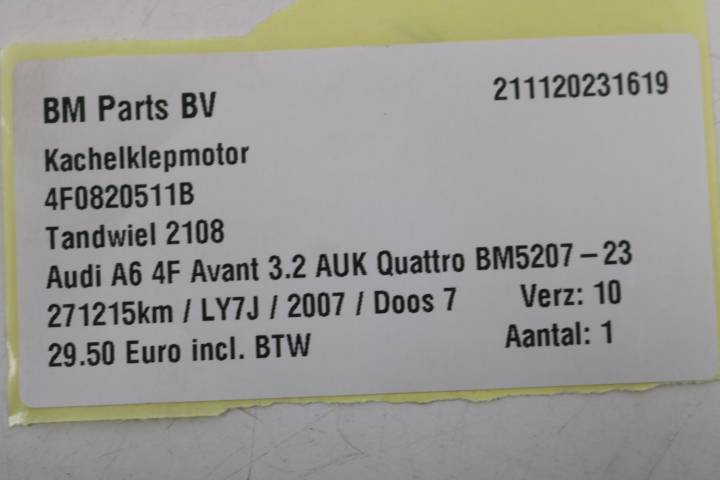 BM Parts BV 211120231619
Kachelklepmotor
4F0820511B
Tandwiel 2108
Audi A6 4F Avant 3.2 AUK Quattro BM5207-23
271215km / LY7J / 2007 / Doos 7 Verz: 10
29.50 Euro incl. BTW Aantal: 1